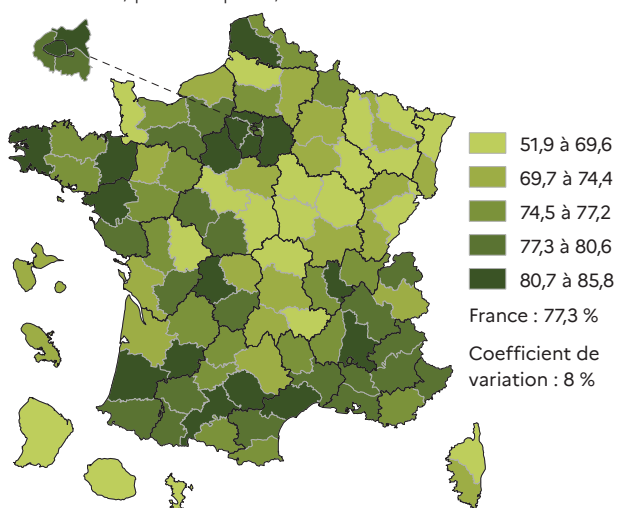 51,9 à 69,6
69,7 à 74,4
74,5 à 77,2
77,3 à 80,6
80,7 à 85,8
France : 77,3 %
Coefficient de
variation : 8 %